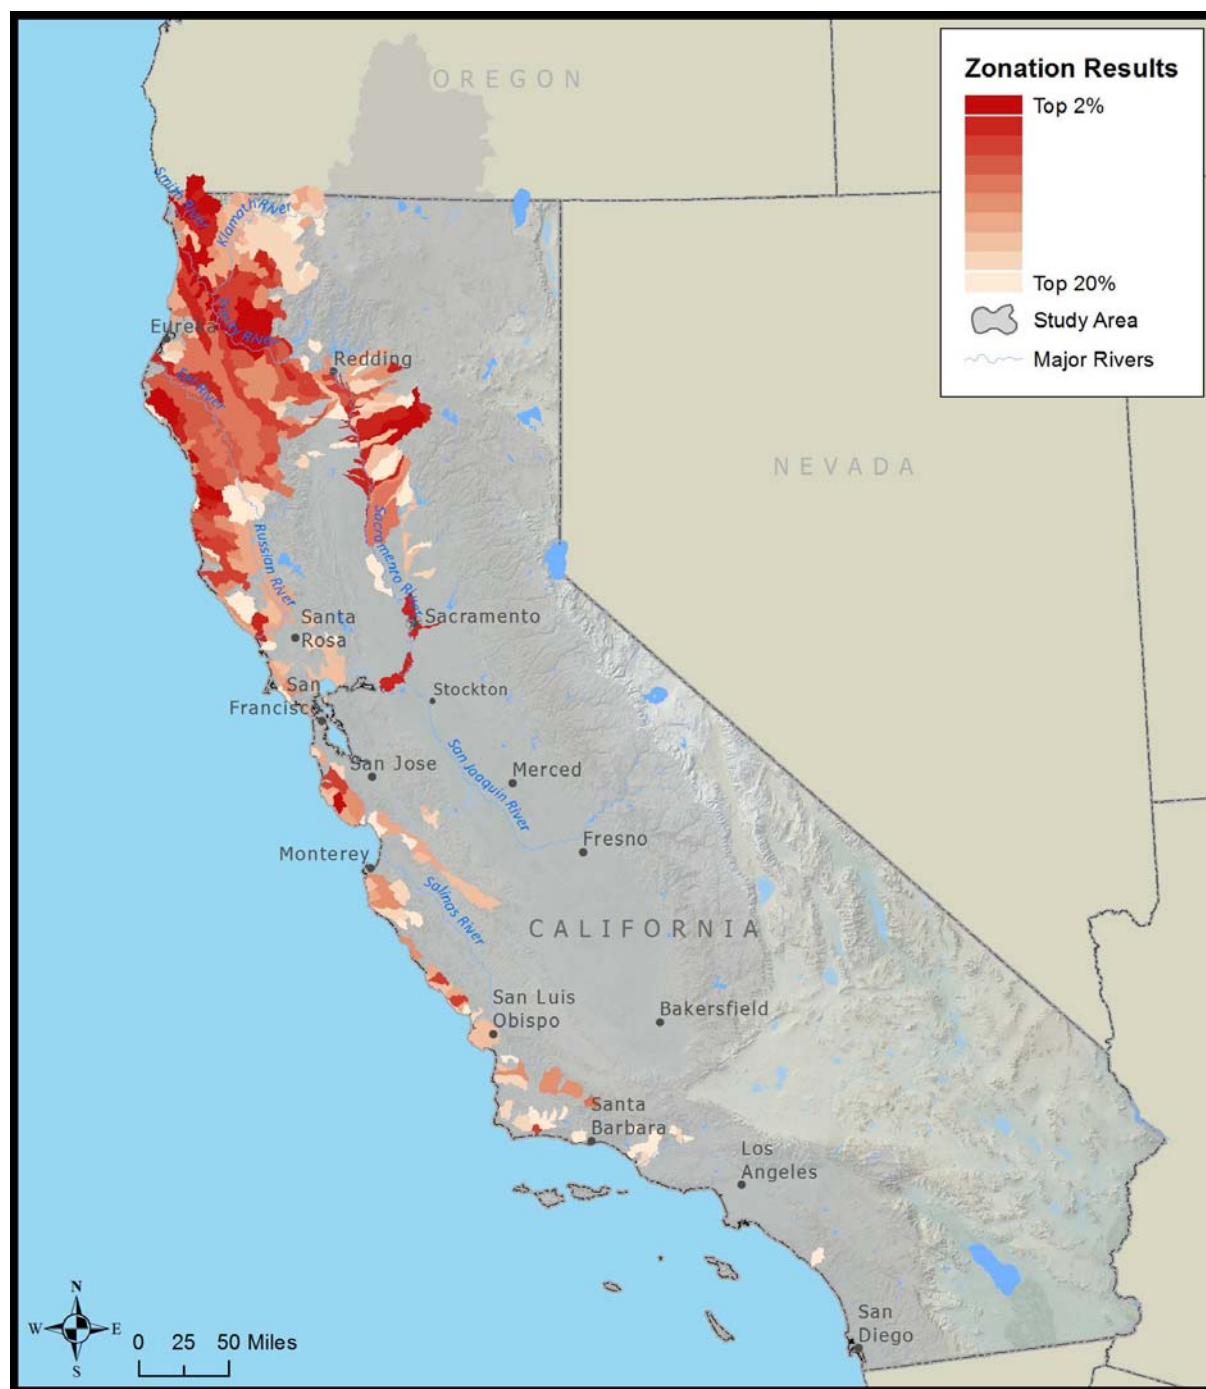 OREGON
Zonation Results
Top 2%
Top 20%
Study Area
Major Rivers
Smith River
Klamath River
Trinity River
Eureka
Redding
Eel River
NEVADA
Sacramento River
Russian River
Santa
Rosa
Sacramento
San
Francisco
Stockton
San Jose
San Joaquin River
Merced
Monterey
Fresno
Salinas River
CALIFORNIA
San Luis
Obispo
Bakersfield
Santa
Barbara
Los
Angeles
San
Diego
N
W
E
S
0 25 50 Miles